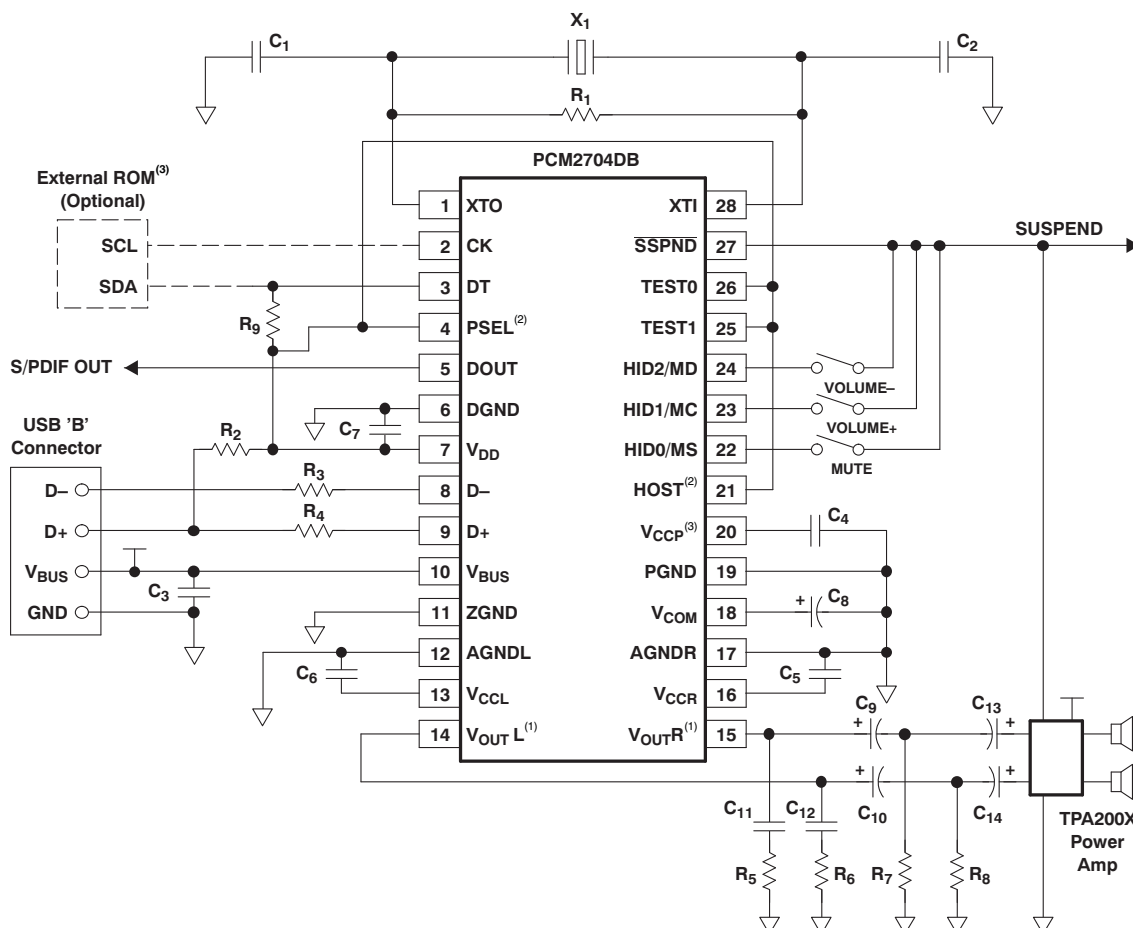 X1
C1
C2
R1
PCM2704DB
External ROM(3)
(Optional)
SCL
SDA
R9
S/PDIF OUT
USB 'B'
Connector
D–
D+
VBUS
GND
R2
R3
R4
C7
C3
C6
1 XTO
2 CK
3 DT
4 PSEL(2)
5 DOUT
6 DGND
7 VDD
8 D–
9 D+
10 VBUS
11 ZGND
12 AGNDL
13 VCCL
14 VOUT L(1)
XTI 28
SSPND 27
TEST0 26
TEST1 25
HID2/MD 24
HID1/MC 23
HID0/MS 22
HOST(2) 21
VCCP(3) 20
PGND 19
VCOM 18
AGNDR 17
VCCR 16
VOUTR(1) 15
SUSPEND
VOLUME–
VOLUME+
MUTE
C4
+ C8
C5
C9
+
C13
+
+
C10
+
C14
C11
C12
R5
R6
R7
R8
TPA200X
Power
Amp